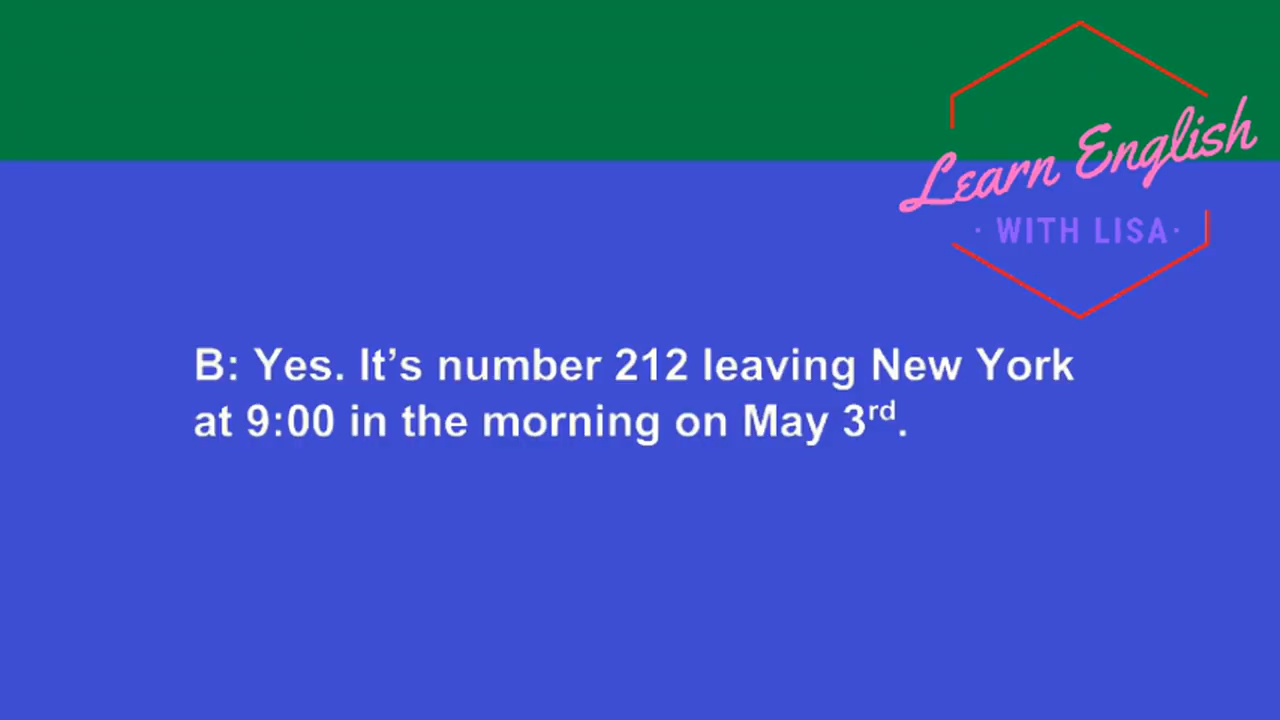 Learn English
· WITH LISA ·
B: Yes. It’s number 212 leaving New York
at 9:00 in the morning on May 3rd.